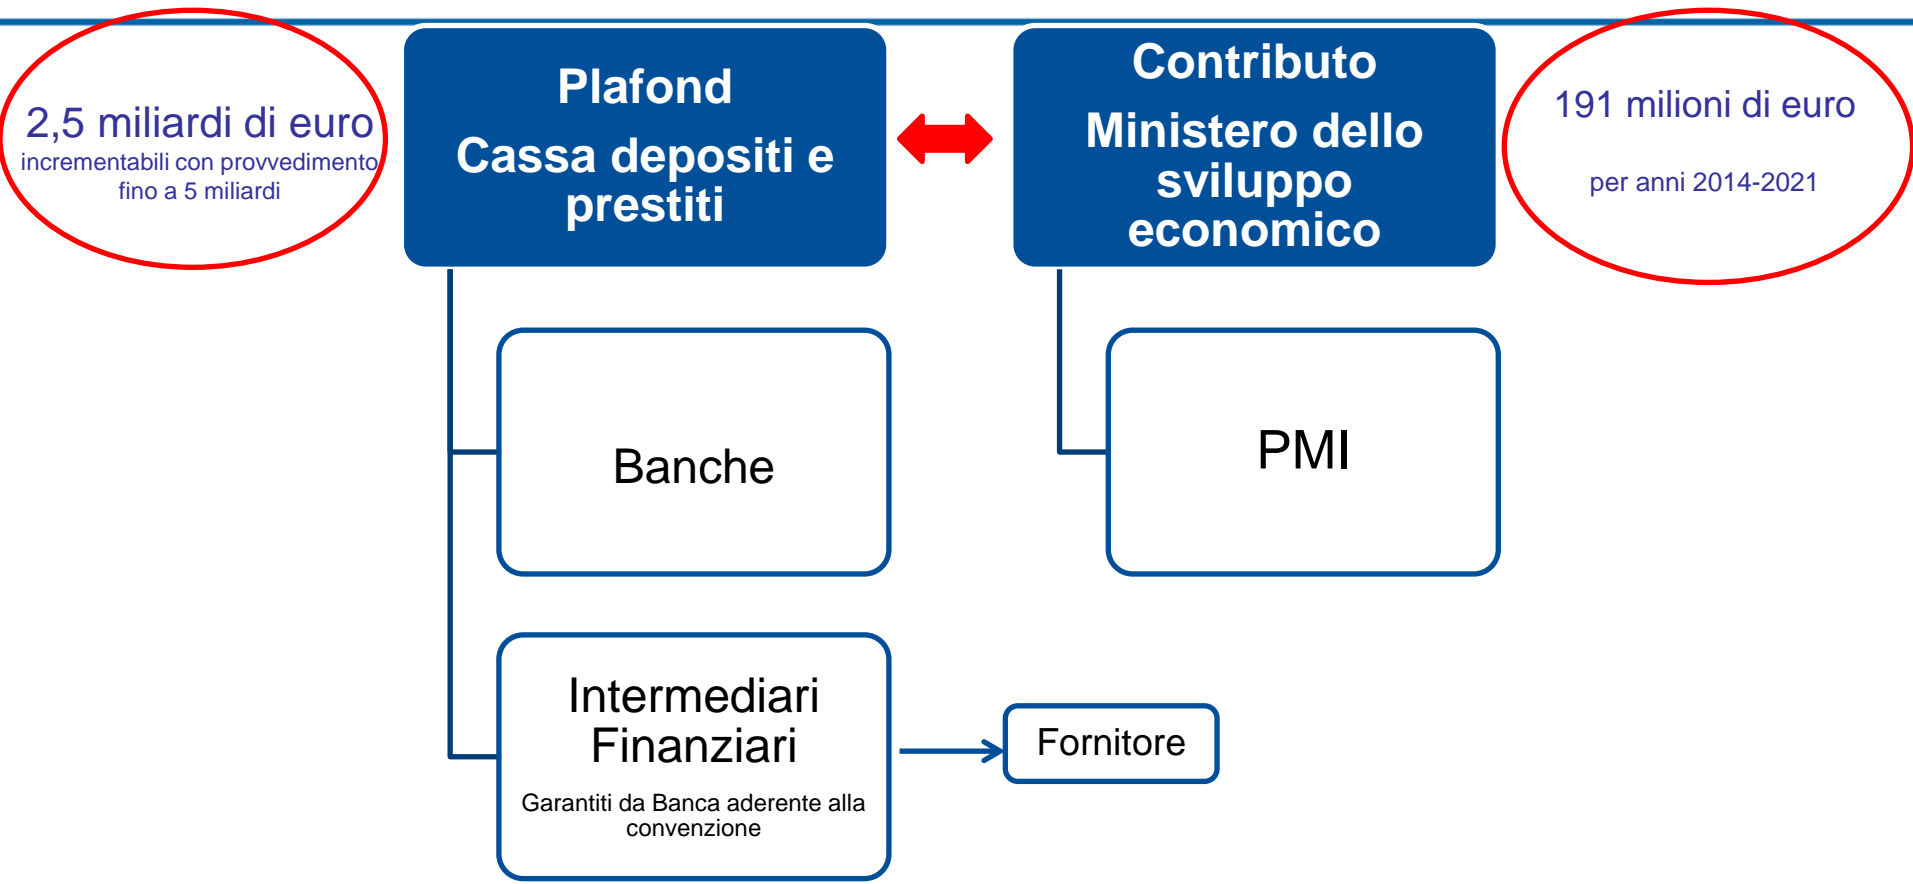 2,5 miliardi di euro
incrementabili con provvedimento
fino a 5 miliardi
Plafond
Cassa depositi e
prestiti
Contributo
Ministero dello
sviluppo
economico
191 milioni di euro
per anni 2014-2021
Banche
PMI
Intermediari
Finanziari
Garantiti da Banca aderente alla
convenzione
Fornitore